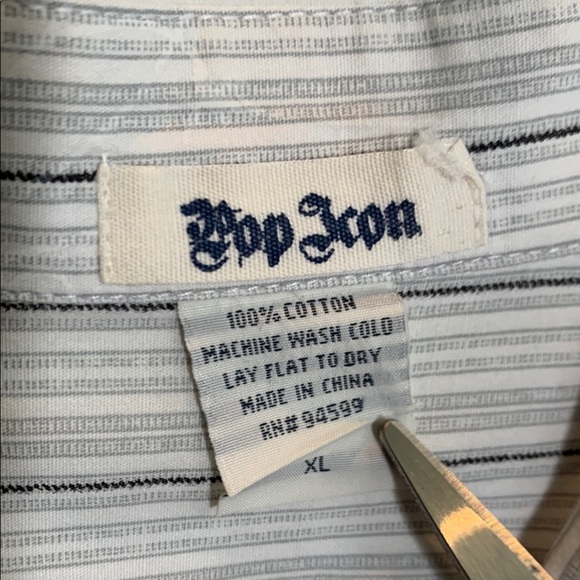 Pop Icon
100% COTTON
MACHINE WASH COLD
LAY FLAT TO DRY
MADE IN CHINA
RN# 94599
XL